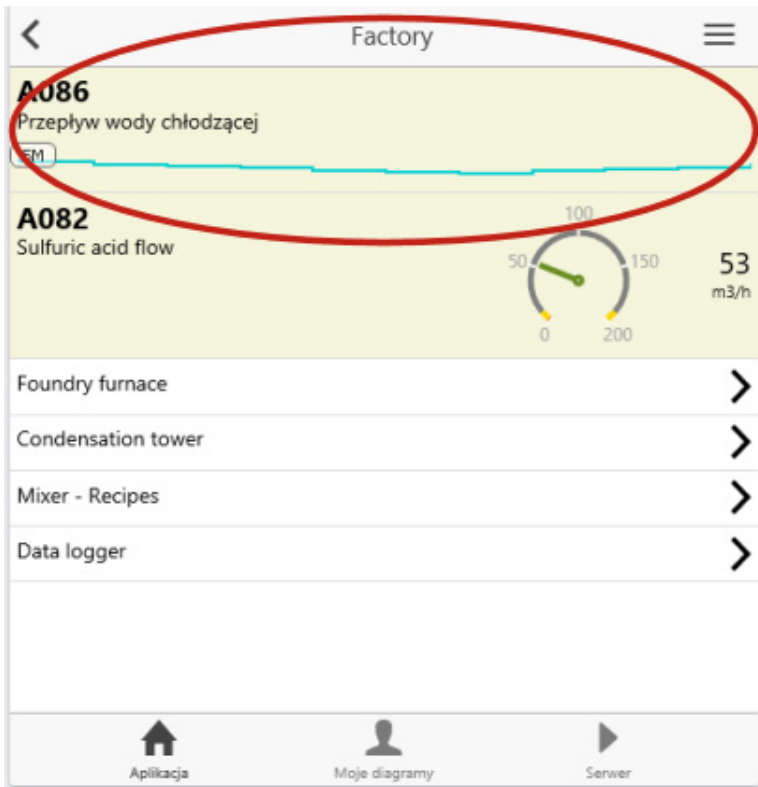 Factory
A086
Przepływ wody chłodzącej
A082
Sulfuric acid flow
100
50
150
0
200
53
m3/h
Foundry furnace
Condensation tower
Mixer - Recipes
Data logger
Aplikacja
Moje diagramy
Serwer